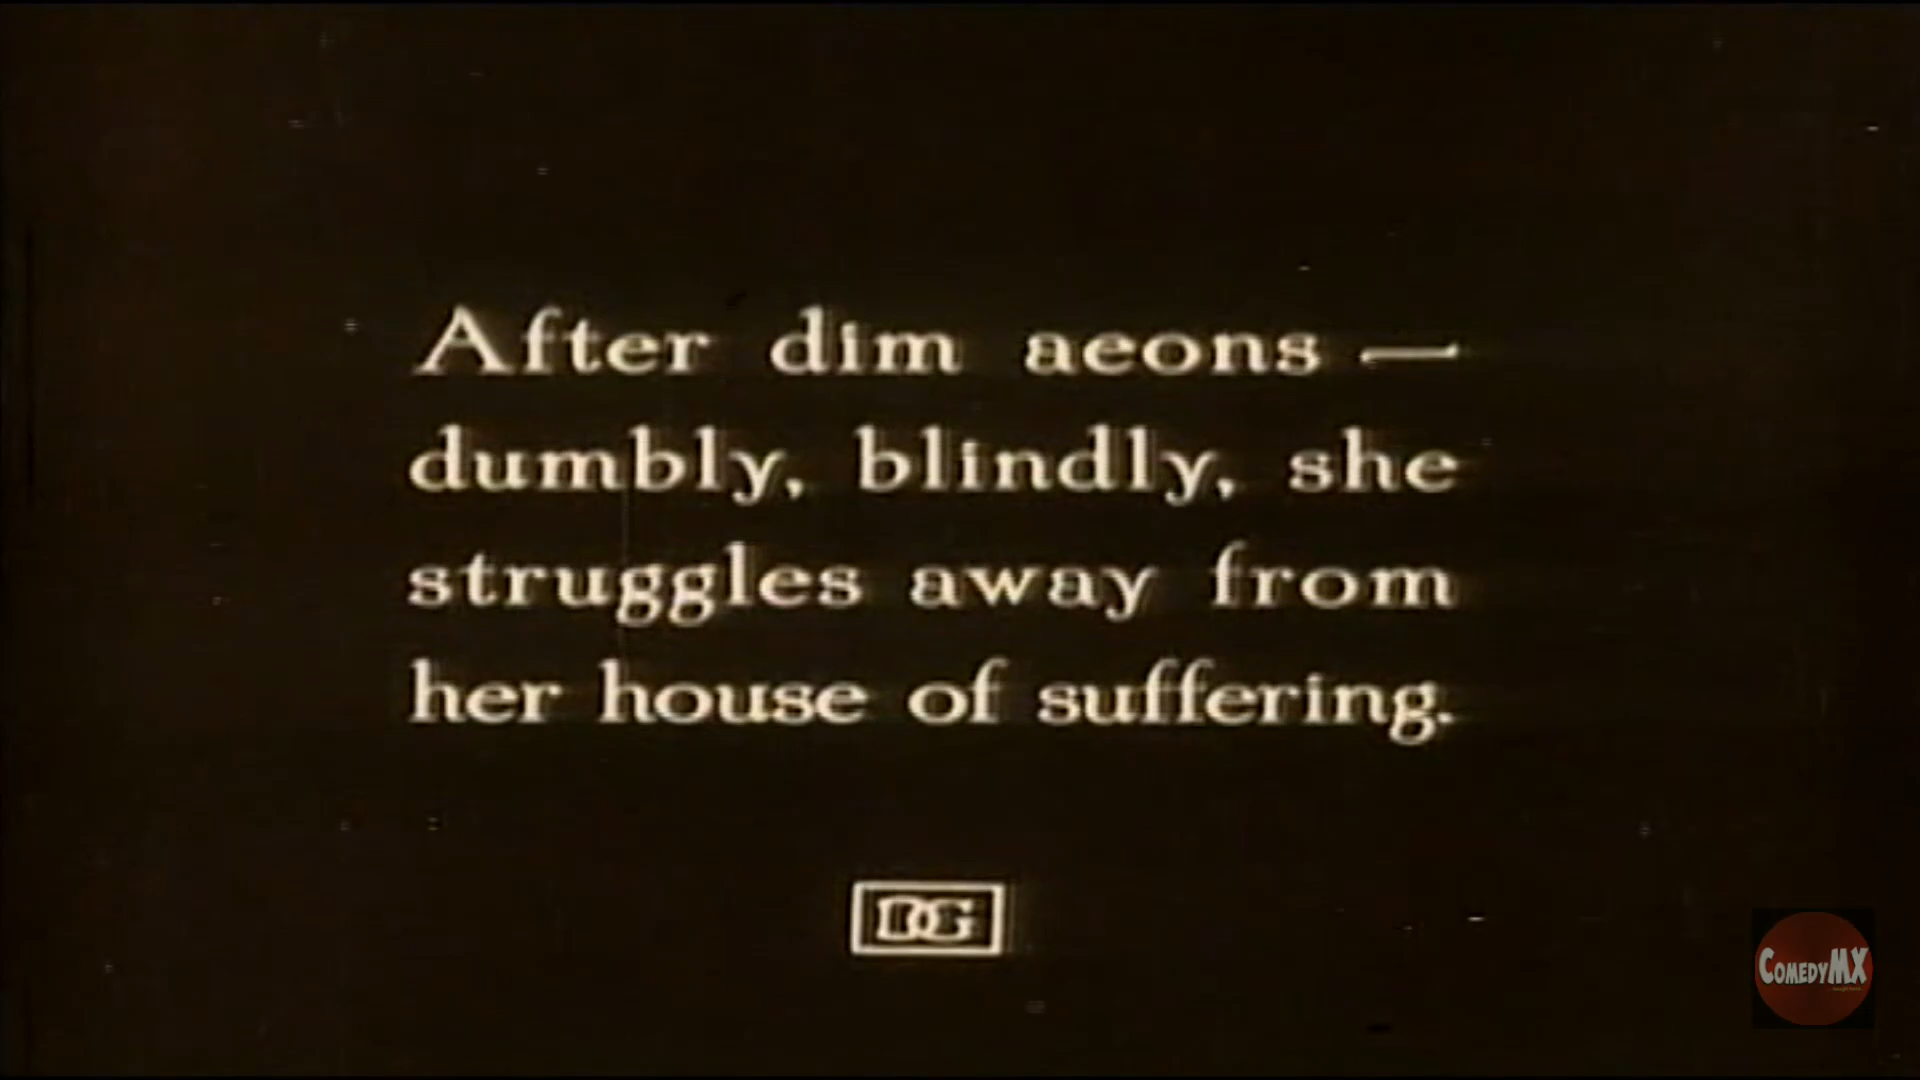 After dim aeons —
dumbly, blindly, she
struggles away from
her house of suffering.
DG
COMEDYMX